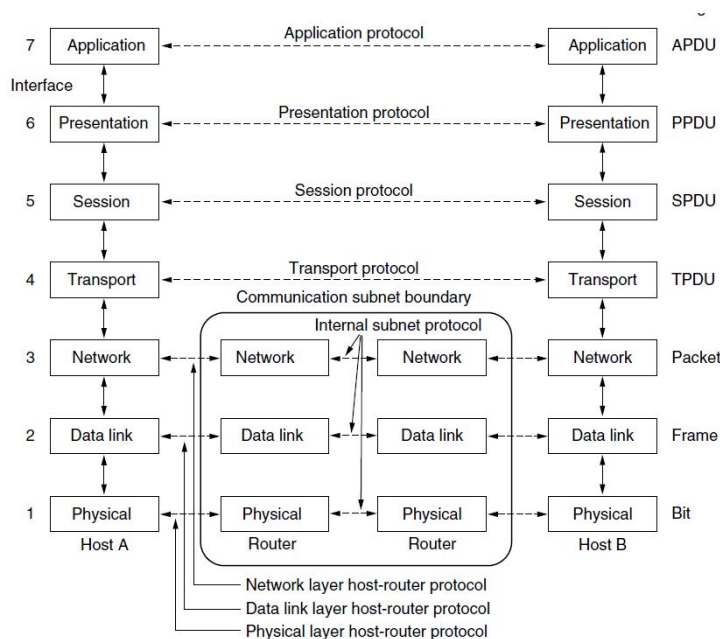 Application protocol
7 Application Application APDU
Interface
Presentation protocol
6 Presentation Presentation PPDU
Session protocol
5 Session Session SPDU
Transport protocol
4 Transport Transport TPDU
Communication subnet boundary
Internal subnet protocol
3 Network Network Network Network Packet
2 Data link Data link Data link Data link Frame
1 Physical Physical Physical Physical Bit
Host A Router Router Host B
Network layer host-router protocol
Data link layer host-router protocol
Physical layer host-router protocol